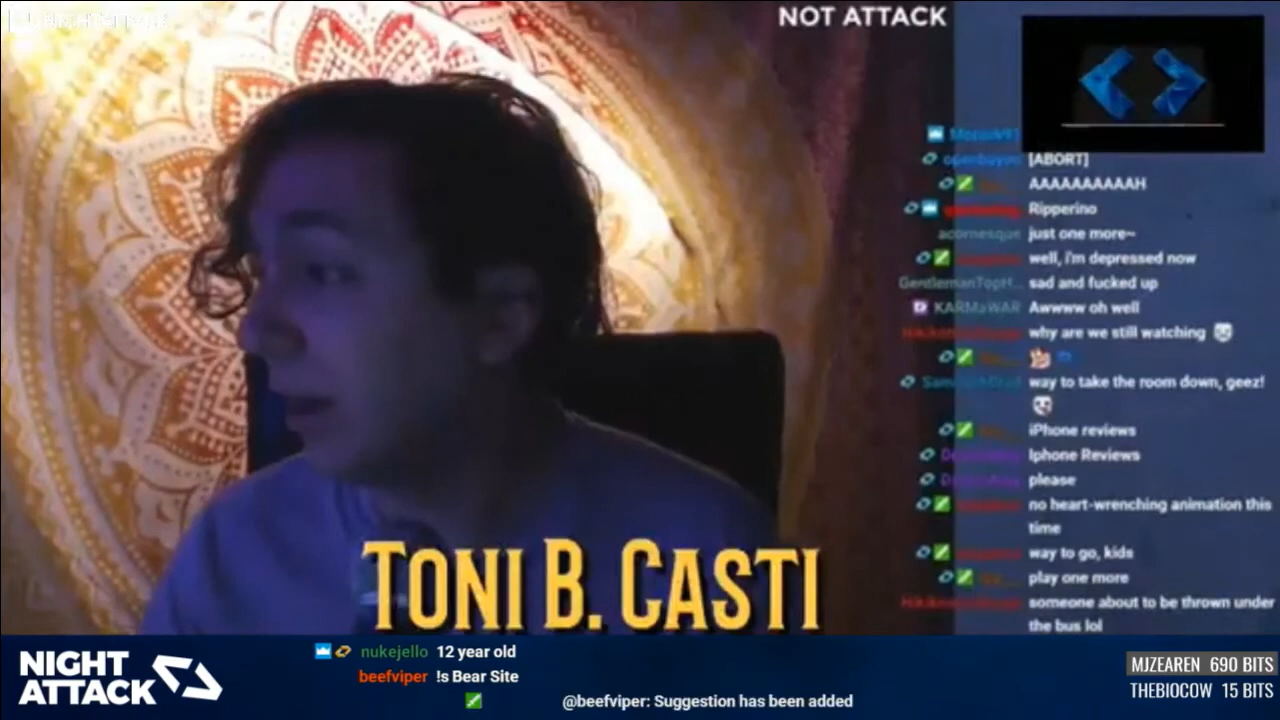 NOT ATTACK
[ABORT]
AAAAAAAAAAH
Ripperino
acornesque just one more~
well, i'm depressed now
GentlemanTopH... sad and fucked up
KARMaWAR Awwww oh well
why are we still watching
way to take the room down, geez!
iPhone reviews
Iphone Reviews
please
no heart-wrenching animation this
time
way to go, kids
play one more
someone about to be thrown under
the bus lol
TONI B. CASTI
NIGHT
ATTACK
nukejello 12 year old
beefviper !s Bear Site
@beefviper: Suggestion has been added
MJZEAREN 690 BITS
THEBIOCOW 15 BITS